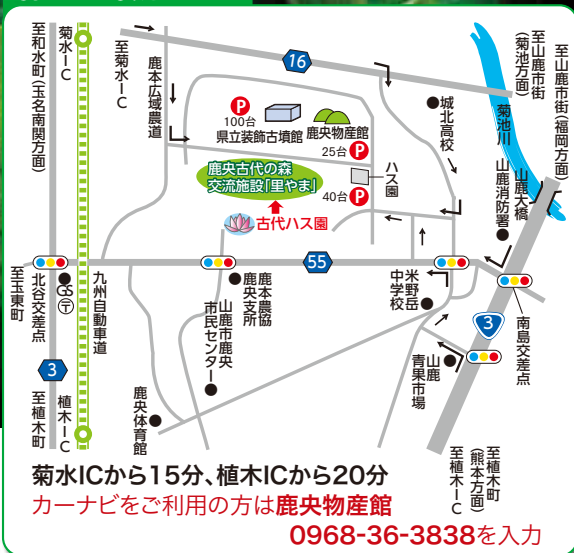 至和水町(玉名南関方面)
菊水IC
至菊水IC
鹿本広域農道
16
P
100台
県立装飾古墳館
鹿央物産館
25台 P
鹿央古代の森
交流施設「里やま」
ハス園
40台 P
古代ハス園
城北高校
至山鹿市街
(菊池方面)
至山鹿市街(福岡方面)
菊池川
山鹿大橋
山鹿消防署
至玉東町
北谷交差点
GS
〒
九州自動車道
3
至植木町
植木IC
55
鹿本農協
鹿央支所
山鹿市鹿央
市民センター
鹿央体育館
米野岳
中学校
山鹿
青果市場
3
南島交差点
至植木町
(熊本方面)
至植木IC
菊水ICから15分、植木ICから20分
カーナビをご利用の方は鹿央物産館
0968-36-3838を入力